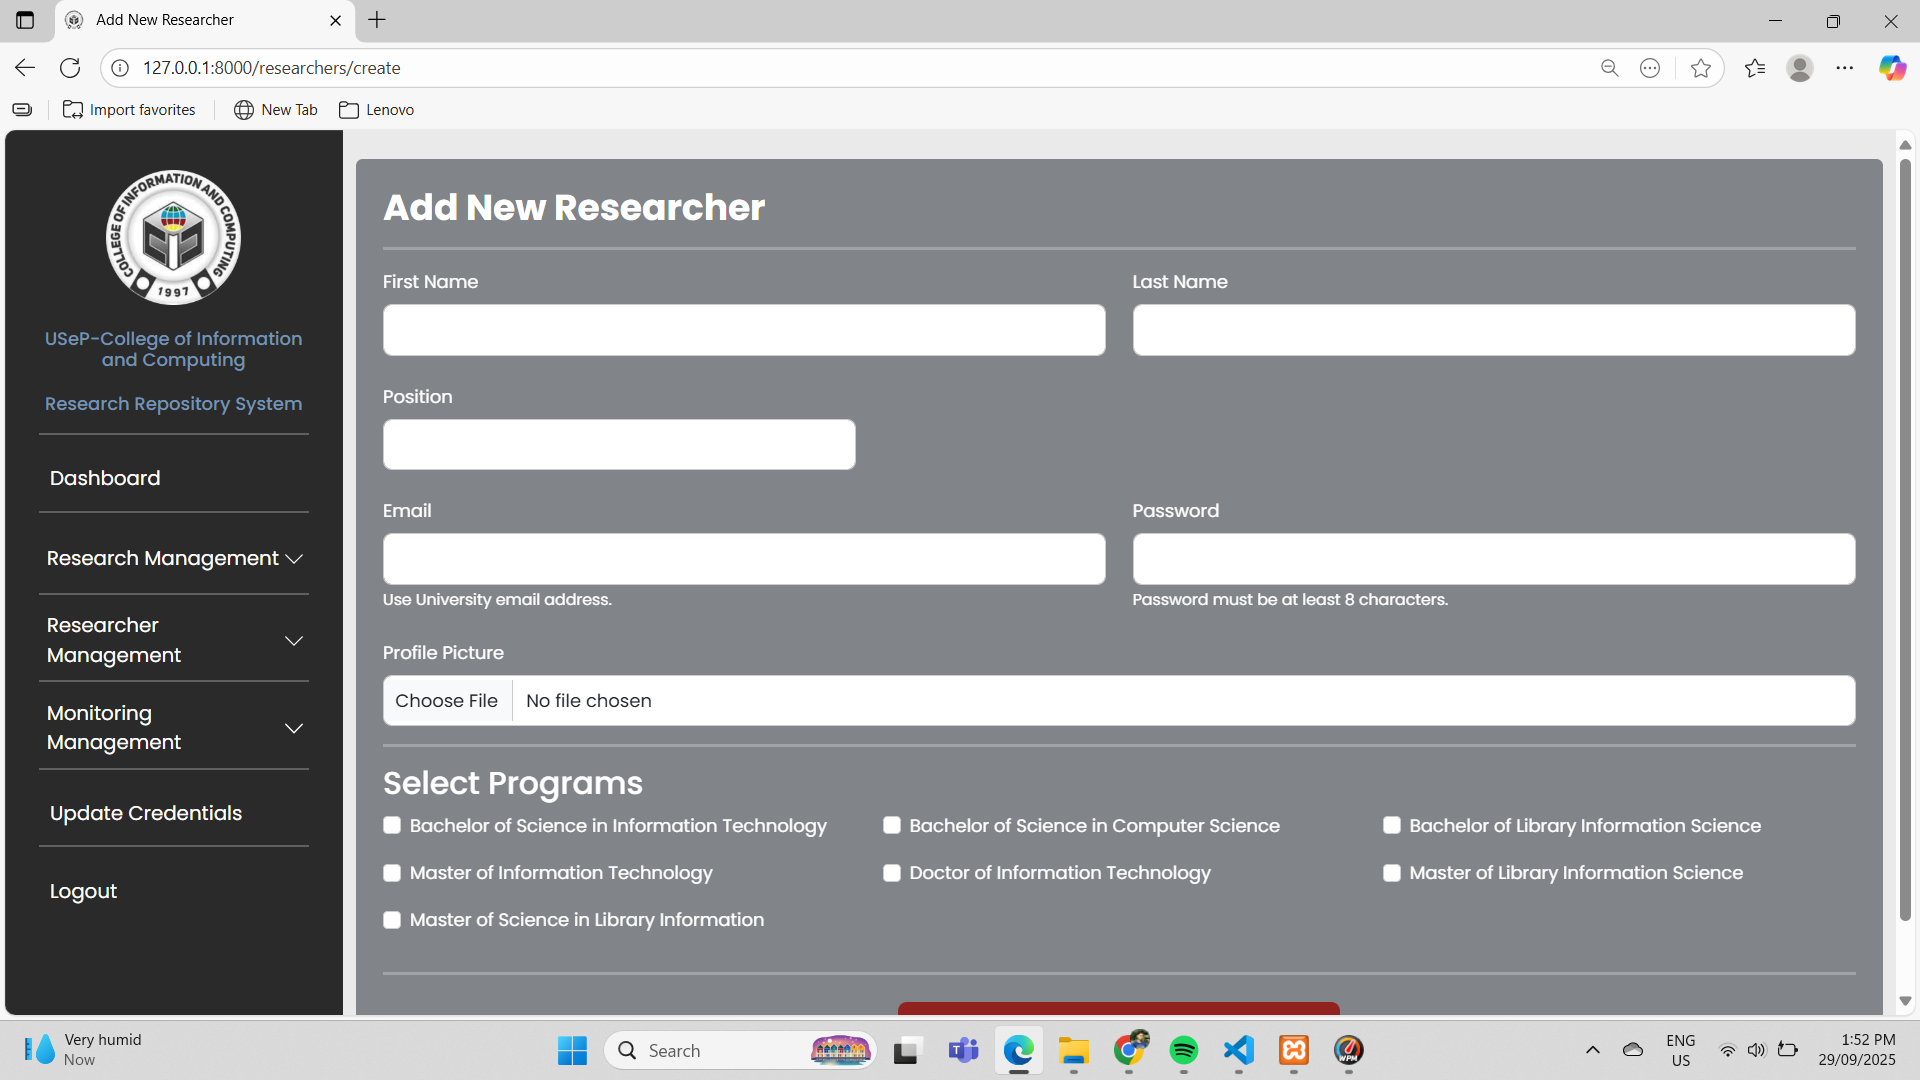 Add New Researcher
127.0.0.1:8000/researchers/create
Import favorites
New Tab
Lenovo
COLLEGE OF INFORMATION AND COMPUTING
1997
USeP-College of Information
and Computing
Research Repository System
Dashboard
Research Management
Researcher
Management
Monitoring
Management
Update Credentials
Logout
Add New Researcher
First Name
Last Name
Position
Email
Password
Use University email address.
Password must be at least 8 characters.
Profile Picture
Choose File
No file chosen
Select Programs
Bachelor of Science in Information Technology
Bachelor of Science in Computer Science
Bachelor of Library Information Science
Master of Information Technology
Doctor of Information Technology
Master of Library Information Science
Master of Science in Library Information
Very humid
Now
Search
T
WPM
ENG
US
1:52 PM
29/09/2025